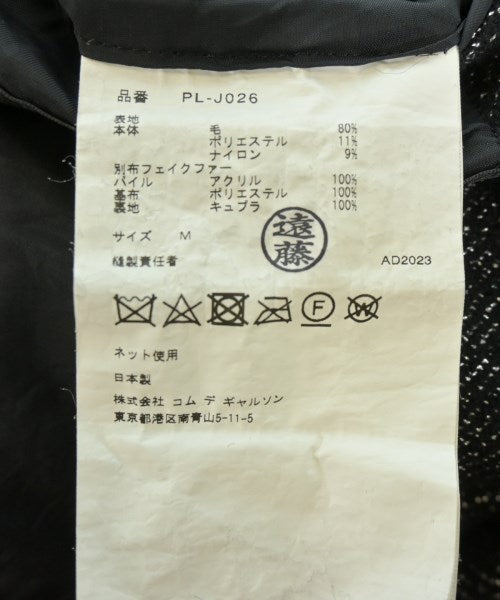 品番 PL-J026
表地
本体 毛 80%
ポリエステル 11%
ナイロン 9%
別布フェイクファー
パイル アクリル 100%
基布 ポリエステル 100%
裏地 キュプラ 100%
サイズ M
遠藤
縫製責任者 AD2023
F W
ネット使用
日本製
株式会社 コム デ ギャルソン
東京都港区南青山5-11-5